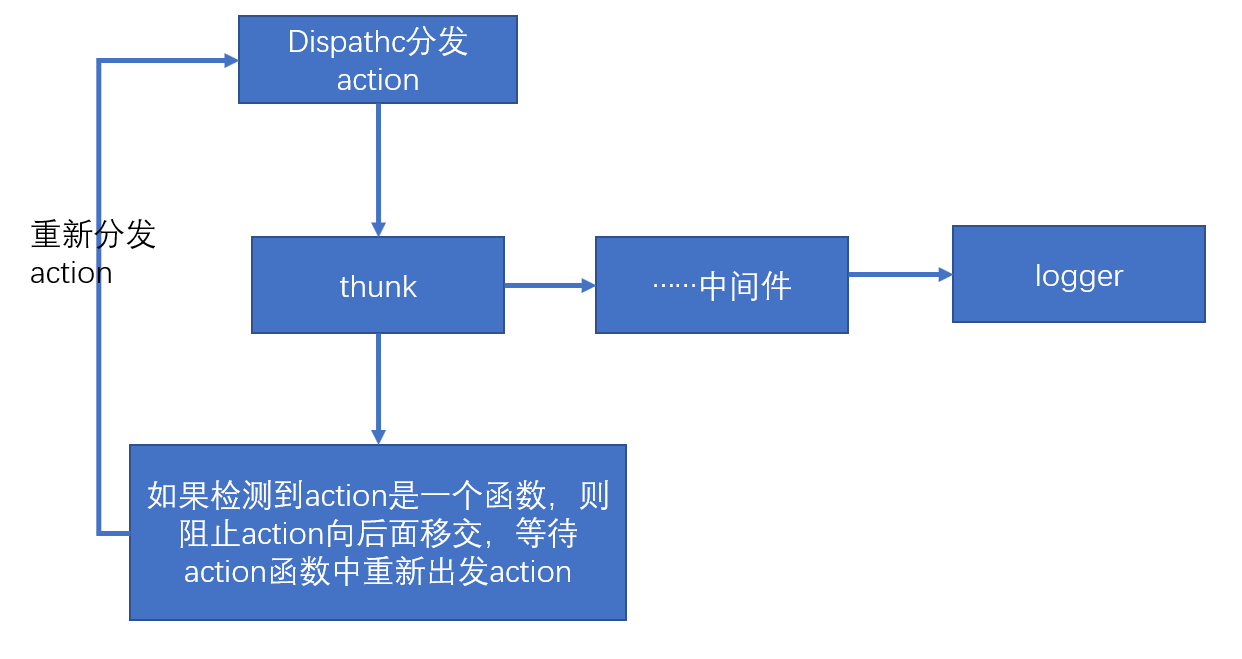 Dispathc分发
action
重新分发
action
thunk
……中间件
logger
如果检测到action是一个函数，则
阻止action向后面移交，等待
action函数中重新出发action